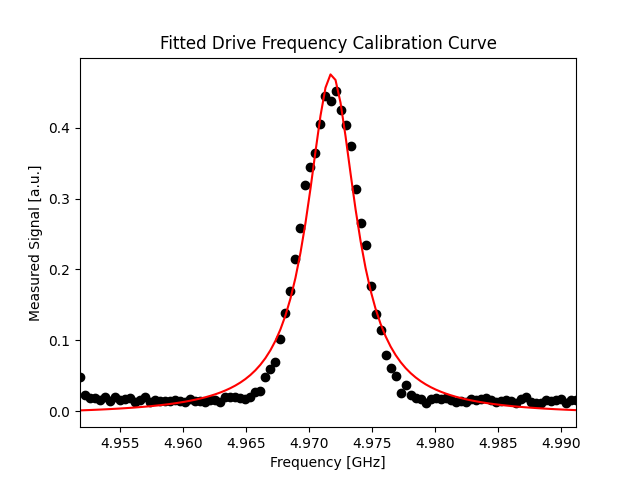 Fitted Drive Frequency Calibration Curve
Measured Signal [a.u.]
0.4
0.3
0.2
0.1
0.0
4.955 4.960 4.965 4.970 4.975 4.980 4.985 4.990
Frequency [GHz]